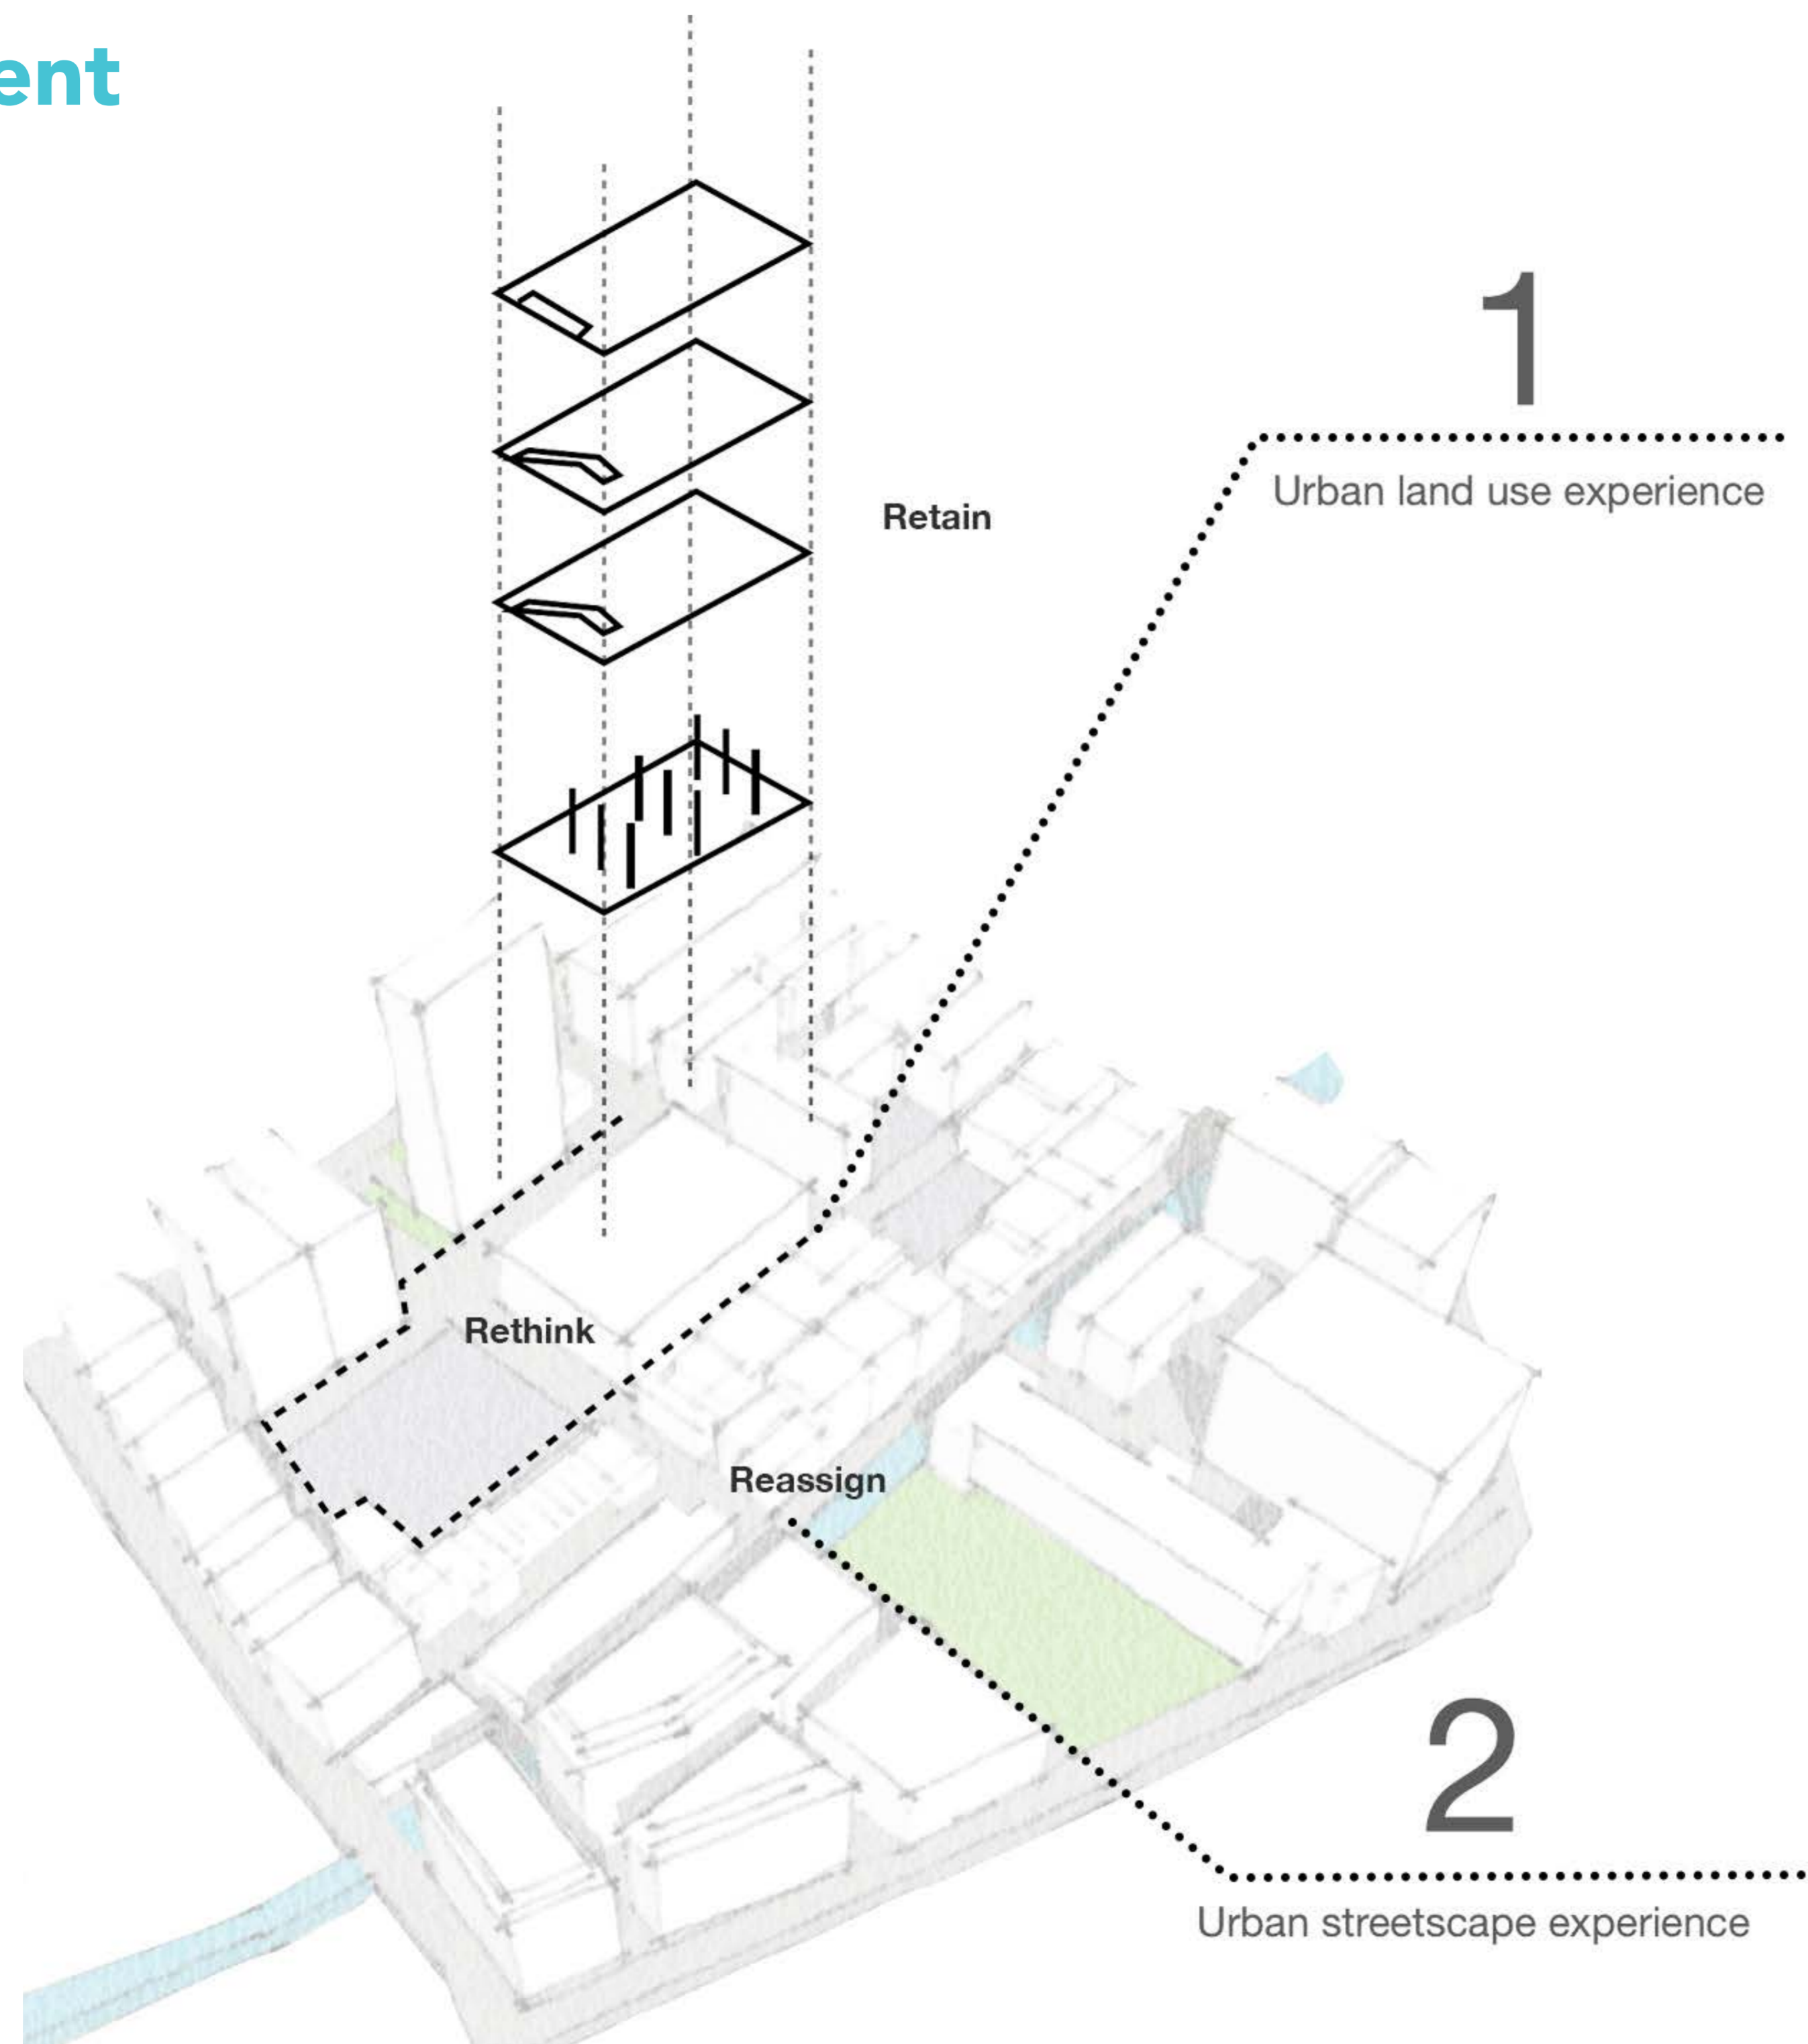 ent
1
Urban land use experience
Retain
Rethink
Reassign
2
Urban streetscape experience